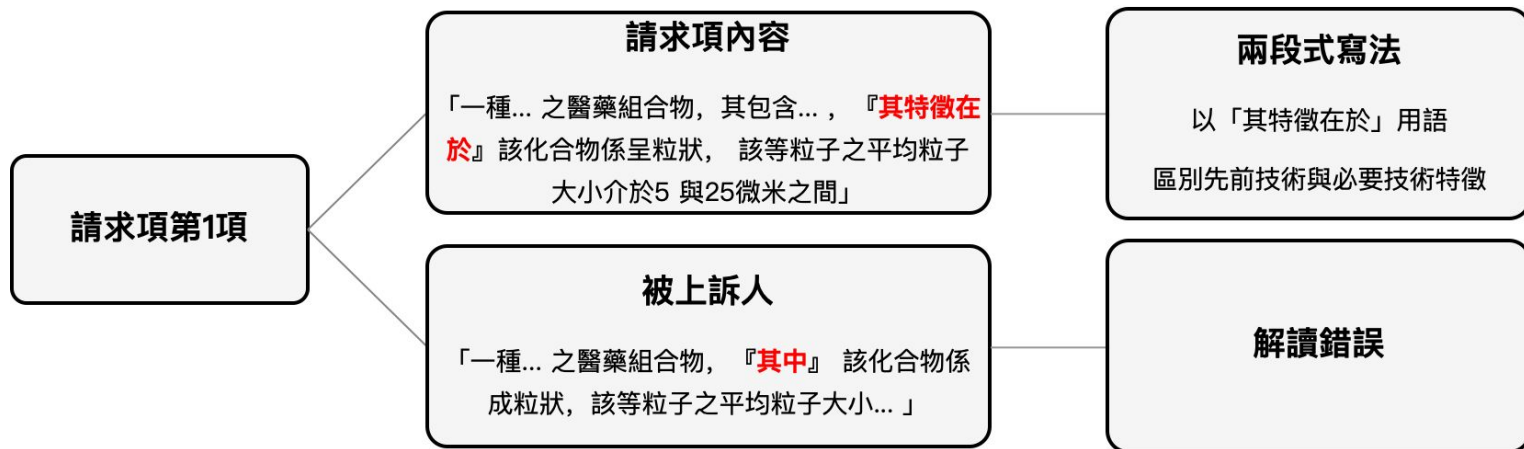 請求項第1項
請求項內容
「一種... 之醫藥組合物，其包含... ，『其特徵在
於』該化合物係呈粒狀， 該等粒子之平均粒子
大小介於5 與25微米之間」
兩段式寫法
以「其特徵在於」用語
區別先前技術與必要技術特徵
被上訴人
「一種... 之醫藥組合物， 『其中』 該化合物係
成粒狀，該等粒子之平均粒子大小... 」
解讀錯誤